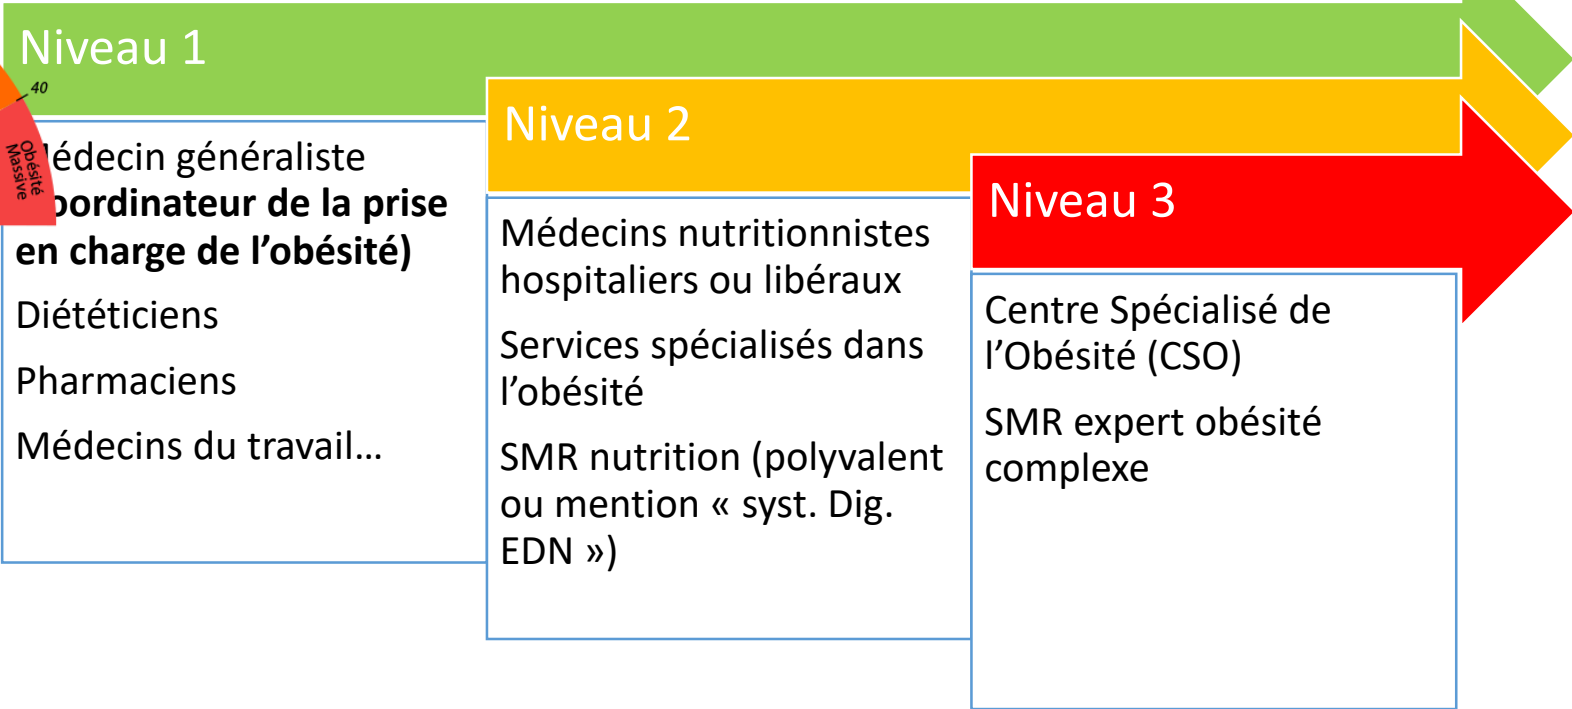 Niveau 1
40
Obésité
Massive
édecin généraliste
oordinateur de la prise
en charge de l’obésité)
Diététiciens
Pharmaciens
Médecins du travail…
Niveau 2
Médecins nutritionnistes
hospitaliers ou libéraux
Services spécialisés dans
l’obésité
SMR nutrition (polyvalent
ou mention « syst. Dig.
EDN »)
Niveau 3
Centre Spécialisé de
l’Obésité (CSO)
SMR expert obésité
complexe